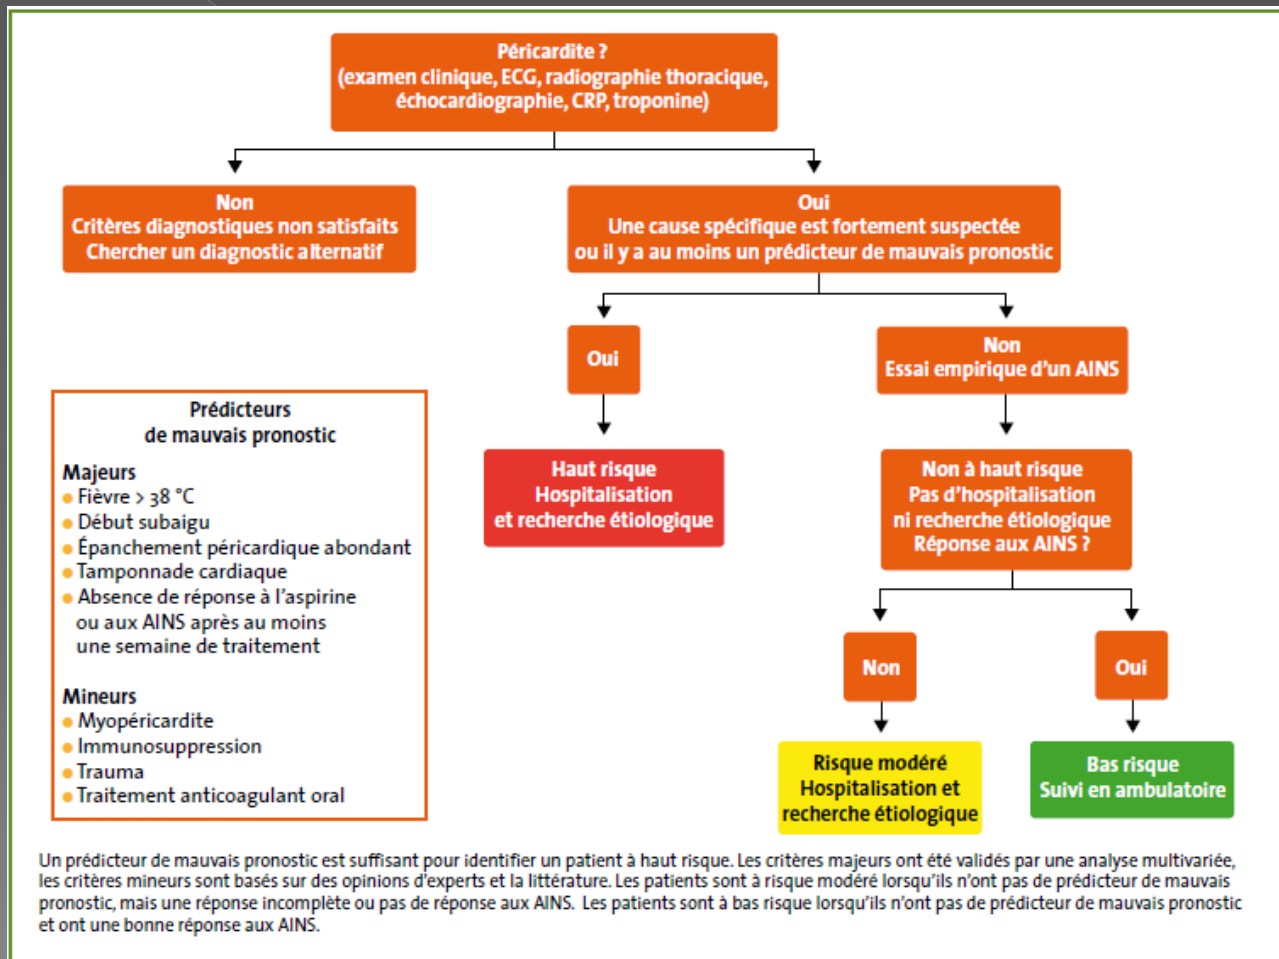 Péricardite ?
(examen clinique, ECG, radiographie thoracique,
échocardiographie, CRP, troponine)
Non
Critères diagnostiques non satisfaits
Chercher un diagnostic alternatif
Oui
Une cause spécifique est fortement suspectée
ou il y a au moins un prédicteur de mauvais pronostic
Oui
Non
Essai empirique d'un AINS
Haut risque
Hospitalisation
et recherche étiologique
Non à haut risque
Pas d'hospitalisation
ni recherche étiologique
Réponse aux AINS ?
Non
Oui
Risque modéré
Hospitalisation et
recherche étiologique
Bas risque
Suivi en ambulatoire
Prédicteurs
de mauvais pronostic
Majeurs
● Fièvre > 38 °C
● Début subaigu
● Épanchement péricardique abondant
● Tamponnade cardiaque
● Absence de réponse à l'aspirine
ou aux AINS après au moins
une semaine de traitement
Mineurs
● Myopéricardite
● Immunosuppression
● Trauma
● Traitement anticoagulant oral
Un prédicteur de mauvais pronostic est suffisant pour identifier un patient à haut risque. Les critères majeurs ont été validés par une analyse multivariée,
les critères mineurs sont basés sur des opinions d'experts et la littérature. Les patients sont à risque modéré lorsqu'ils n'ont pas de prédicteur de mauvais
pronostic, mais une réponse incomplète ou pas de réponse aux AINS. Les patients sont à bas risque lorsqu'ils n'ont pas de prédicteur de mauvais pronostic
et ont une bonne réponse aux AINS.